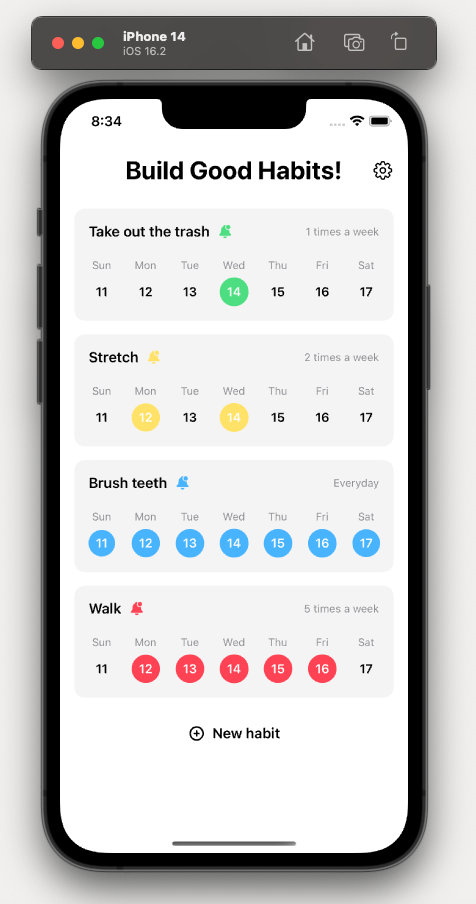 iPhone 14
iOS 16.2
8:34
Build Good Habits!
Take out the trash 1 times a week
Sun Mon Tue Wed Thu Fri Sat
11 12 13 14 15 16 17
Stretch 2 times a week
Sun Mon Tue Wed Thu Fri Sat
11 12 13 14 15 16 17
Brush teeth Everyday
Sun Mon Tue Wed Thu Fri Sat
11 12 13 14 15 16 17
Walk 5 times a week
Sun Mon Tue Wed Thu Fri Sat
11 12 13 14 15 16 17
New habit